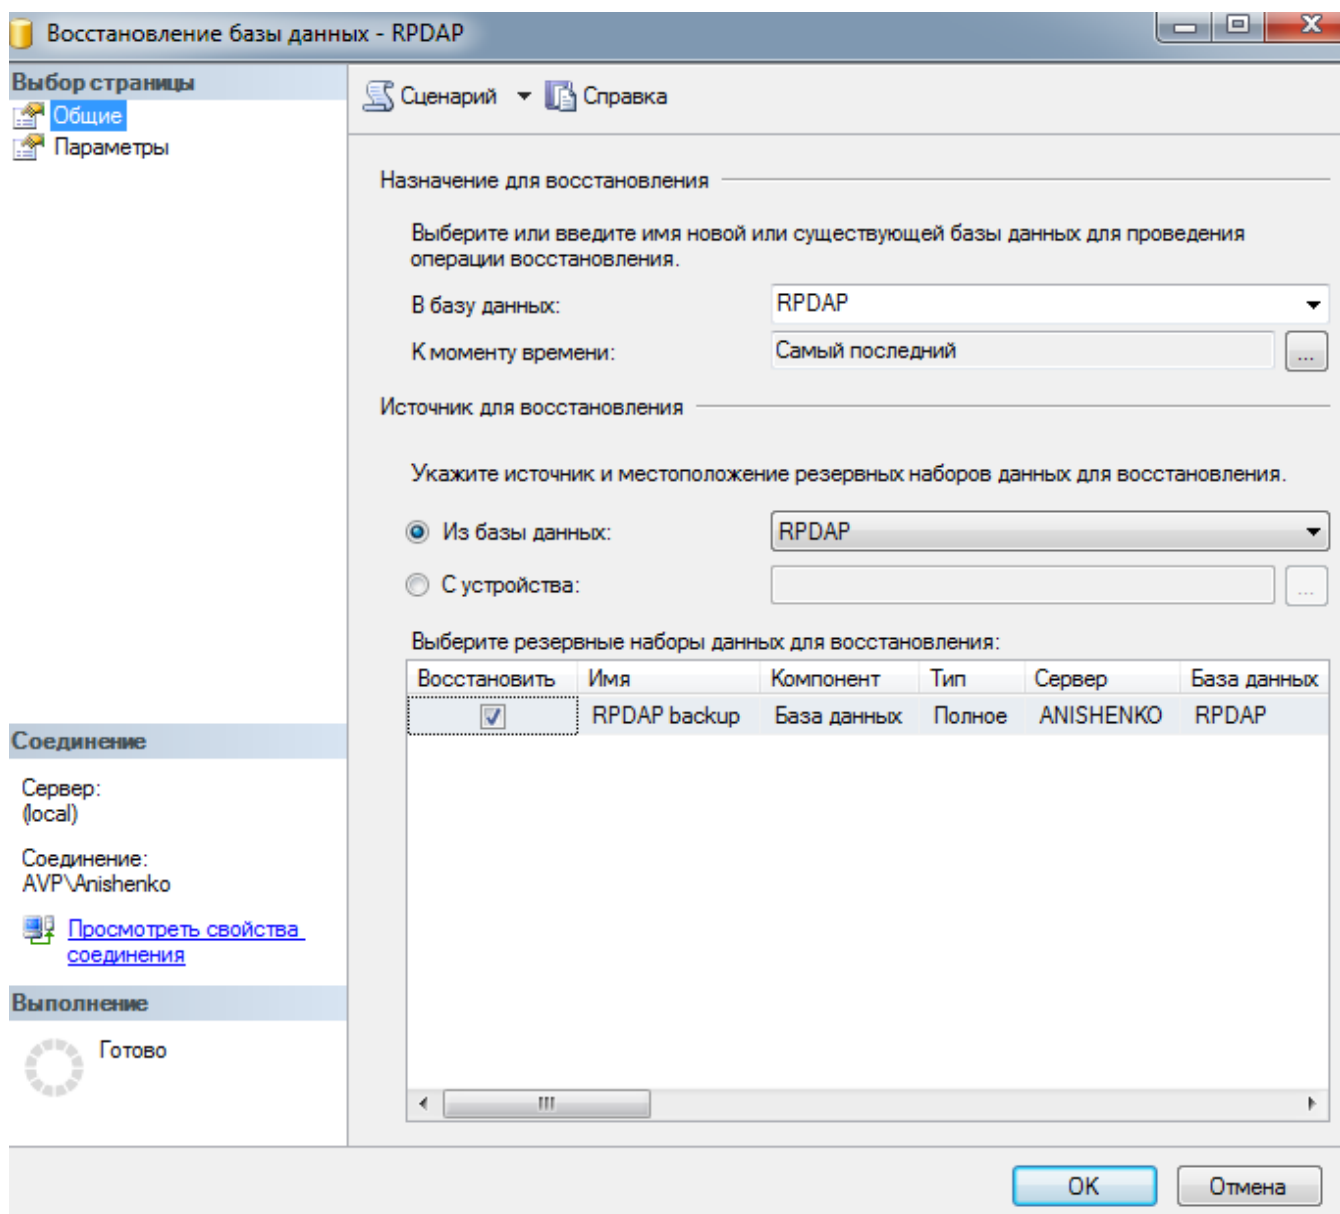 Восстановление базы данных - RPDAP
Выбор страницы
Общие
Параметры
Сценарий
Справка
Назначение для восстановления
Выберите или введите имя новой или существующей базы данных для проведения
операции восстановления.
В базу данных: RPDAP
К моменту времени: Самый последний ...
Источник для восстановления
Укажите источник и местоположение резервных наборов данных для восстановления.
Из базы данных: RPDAP
С устройства: ...
Выберите резервные наборы данных для восстановления:
Восстановить Имя Компонент Тип Сервер База данных
RPDAP backup База данных Полное ANISHENKO RPDAP
Соединение
Сервер:
(local)
Соединение:
AVP\Anishenko
Просмотреть свойства
соединения
Выполнение
Готово
OK Отмена